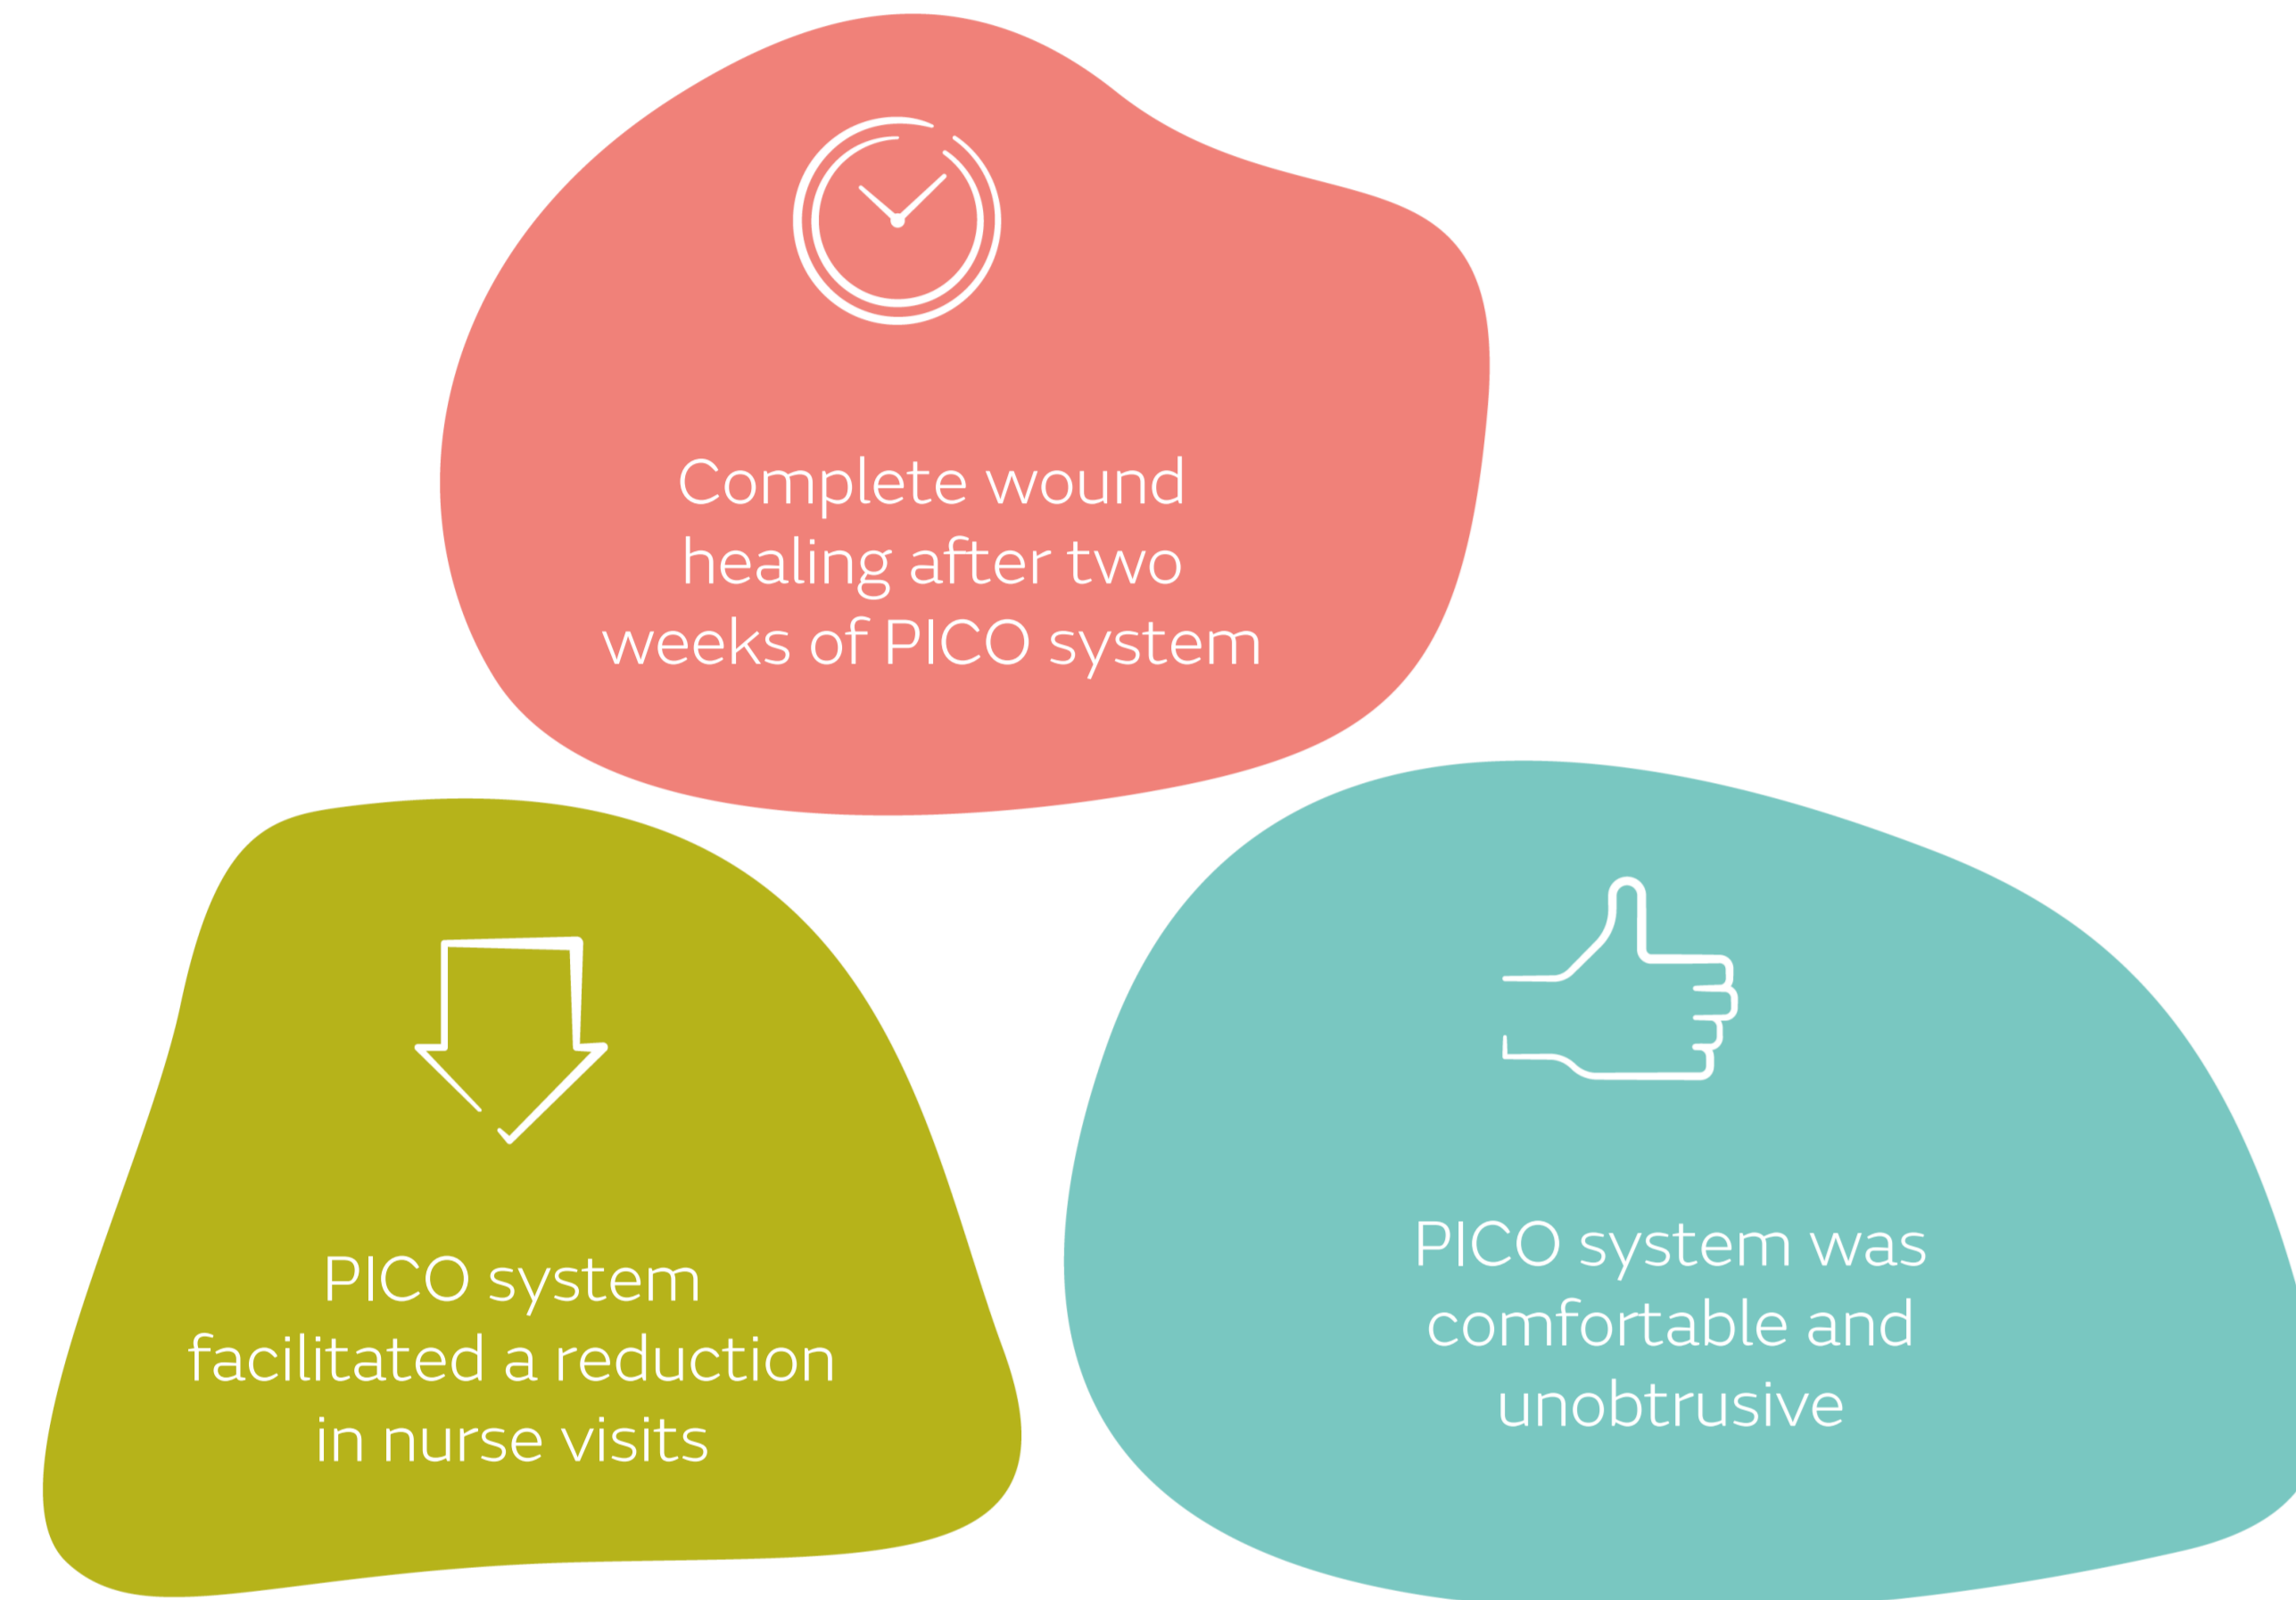 Complete wound
healing after two
weeks of PICO system
PICO system
facilitated a reduction
in nurse visits
PICO system was
comfortable and
unobtrusive